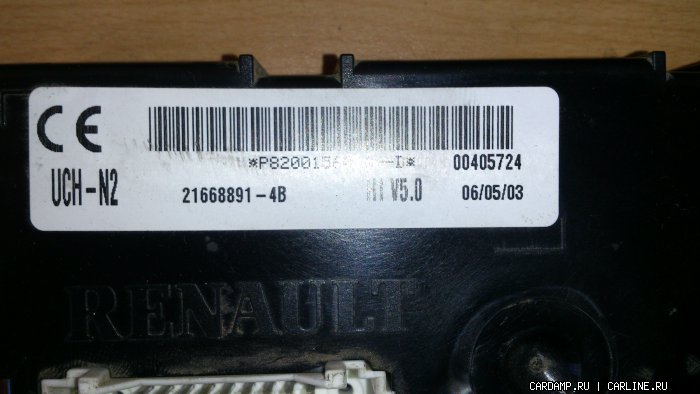 CE
00405724
UCH-N2 21668891-4B V5.0 06/05/03
RENAULT
CARDAMP.RU | CARLINE.RU